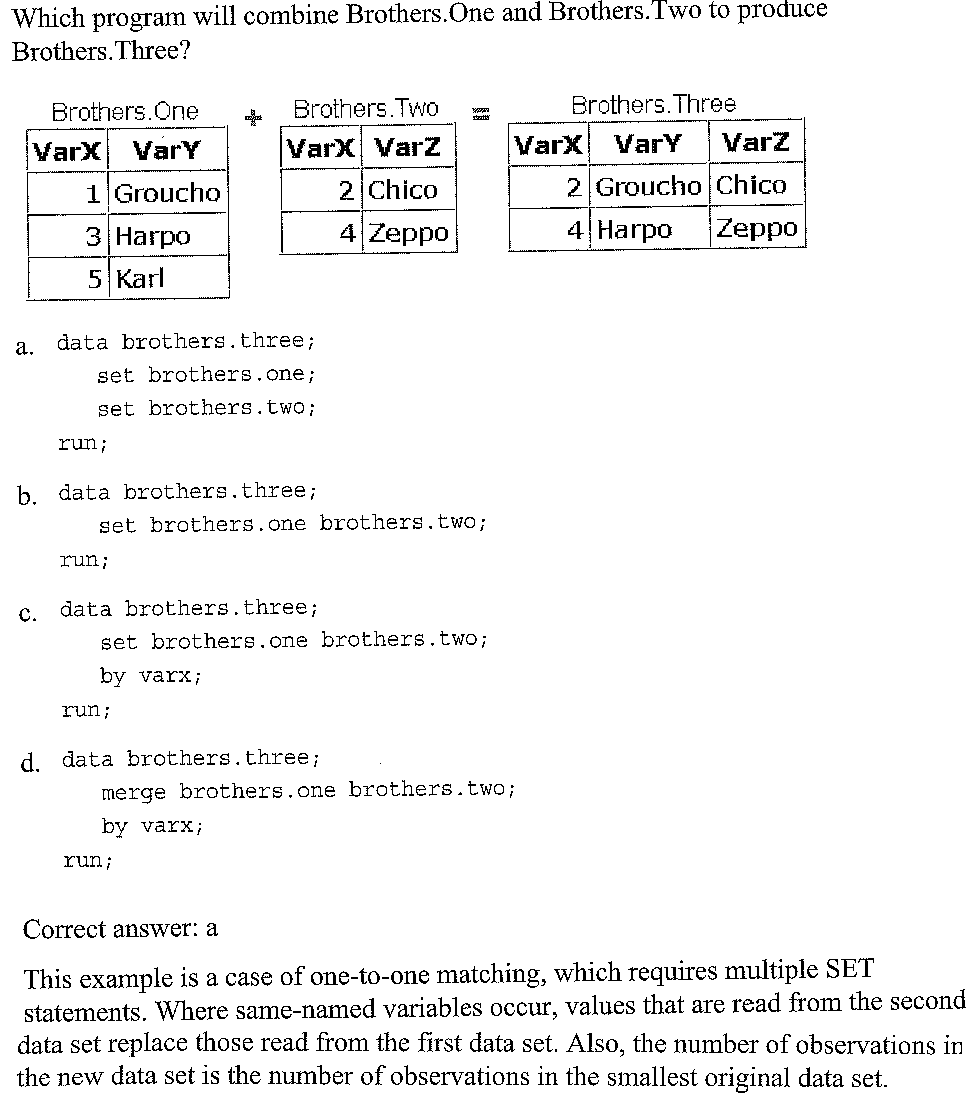 Which program will combine Brothers.One and Brothers.Two to produce
Brothers.Three?
Brothers.One + Brothers.Two = Brothers.Three
VarX VarY VarX VarZ VarX VarY VarZ
1 Groucho 2 Chico 2 Groucho Chico
3 Harpo 4 Zeppo 4 Harpo Zeppo
5 Karl
a. data brothers.three;
set brothers.one;
set brothers.two;
run;
b. data brothers.three;
set brothers.one brothers.two;
run;
c. data brothers.three;
set brothers.one brothers.two;
by varx;
run;
d. data brothers.three;
merge brothers.one brothers.two;
by varx;
run;
Correct answer: a
This example is a case of one-to-one matching, which requires multiple SET
statements. Where same-named variables occur, values that are read from the second
data set replace those read from the first data set. Also, the number of observations in
the new data set is the number of observations in the smallest original data set.